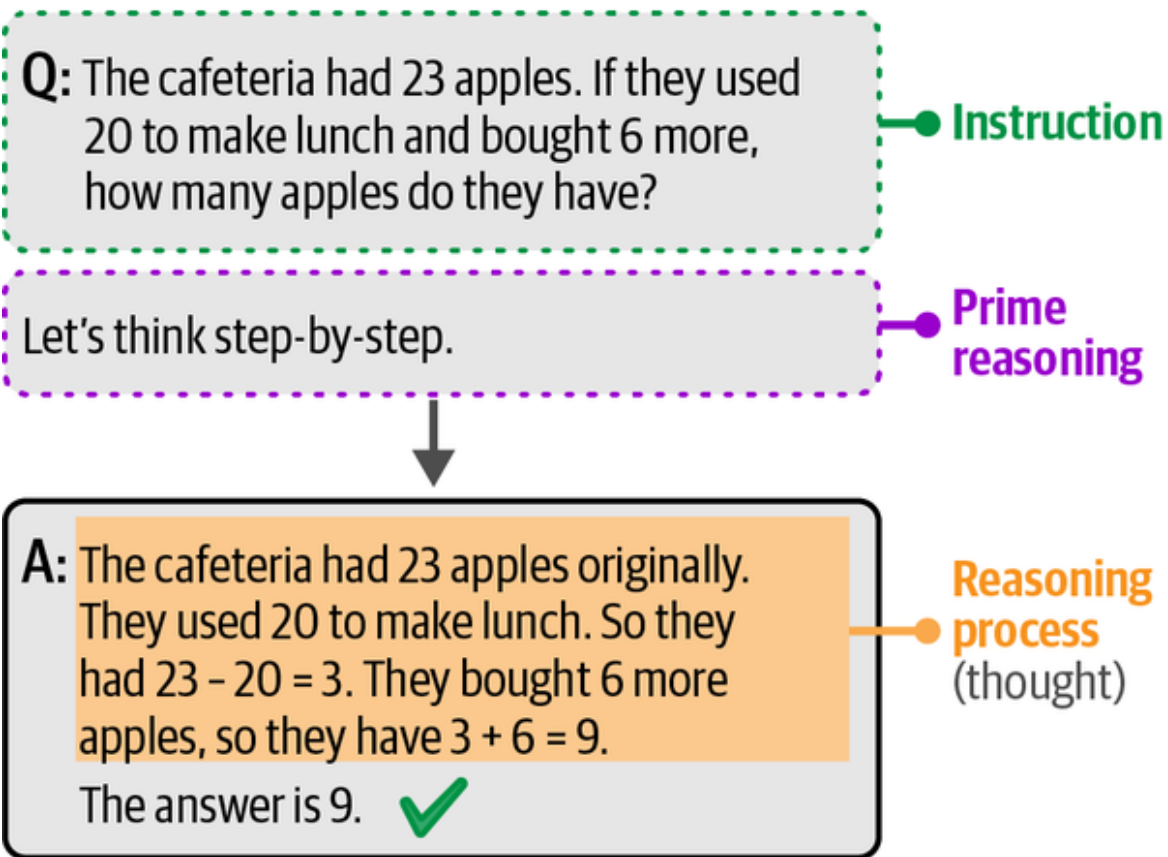 Q: The cafeteria had 23 apples. If they used
20 to make lunch and bought 6 more,
how many apples do they have?
Instruction
Let’s think step-by-step.
Prime
reasoning
A: The cafeteria had 23 apples originally.
They used 20 to make lunch. So they
had 23 – 20 = 3. They bought 6 more
apples, so they have 3 + 6 = 9.
The answer is 9.
Reasoning
process
(thought)